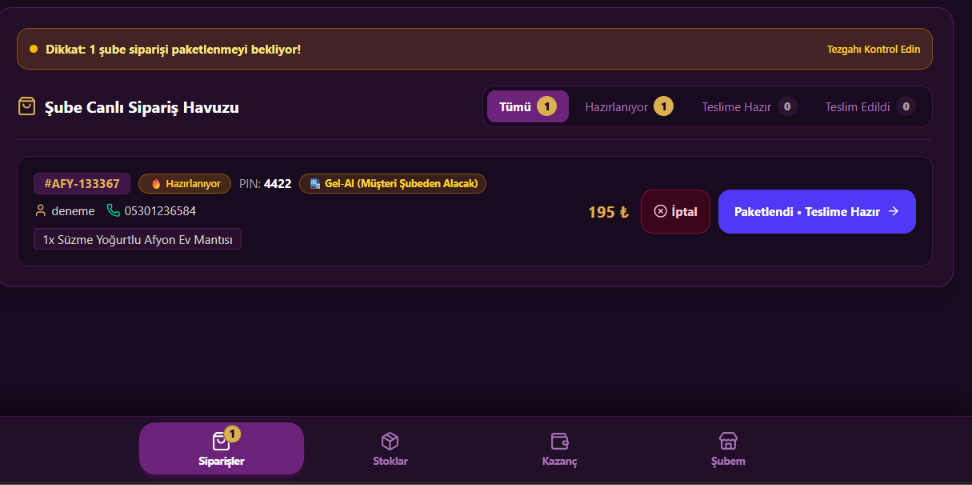 Dikkat: 1 şube siparişi paketlenmeyi bekliyor! Tezgahı Kontrol Edin
Şube Canlı Sipariş Havuzu
Tümü 1 Hazırlanıyor 1 Teslime Hazır 0 Teslim Edildi 0
#AFY-133367 Hazırlanıyor PIN: 4422 Gel-Al (Müşteri Şubeden Alacak)
deneme 05301236584
1x Süzme Yoğurtlu Afyon Ev Mantısı
195 ₺ İptal Paketlendi • Teslime Hazır →
1
Siparişler Stoklar Kazanç Şubem